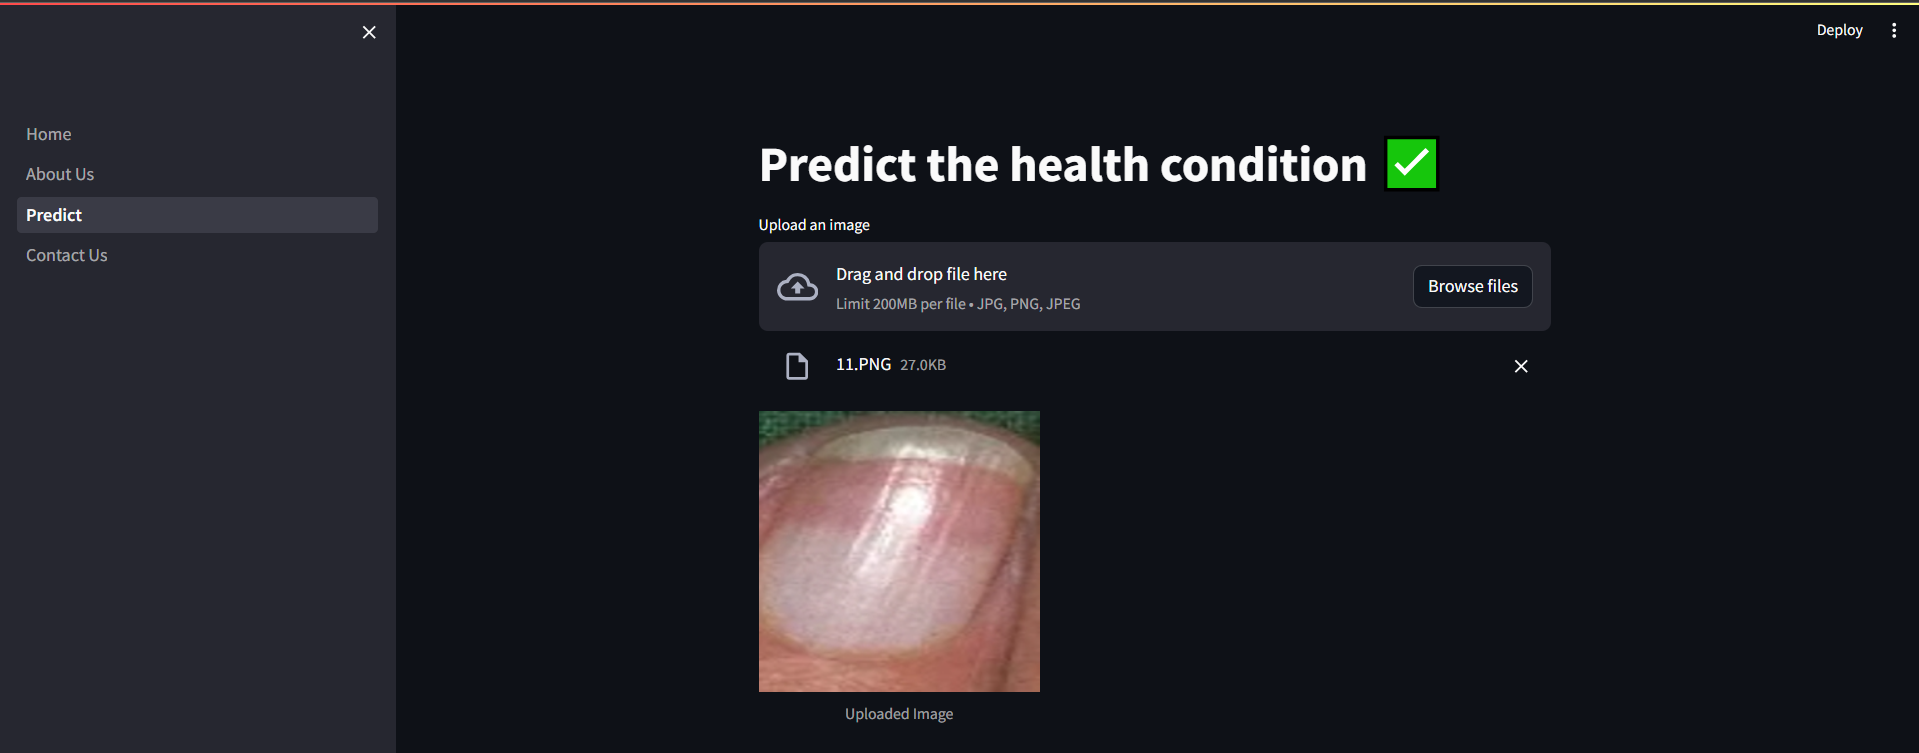 Deploy
Home
About Us
Predict
Contact Us
Predict the health condition
Upload an image
Drag and drop file here
Limit 200MB per file • JPG, PNG, JPEG
Browse files
11.PNG 27.0KB
Uploaded Image